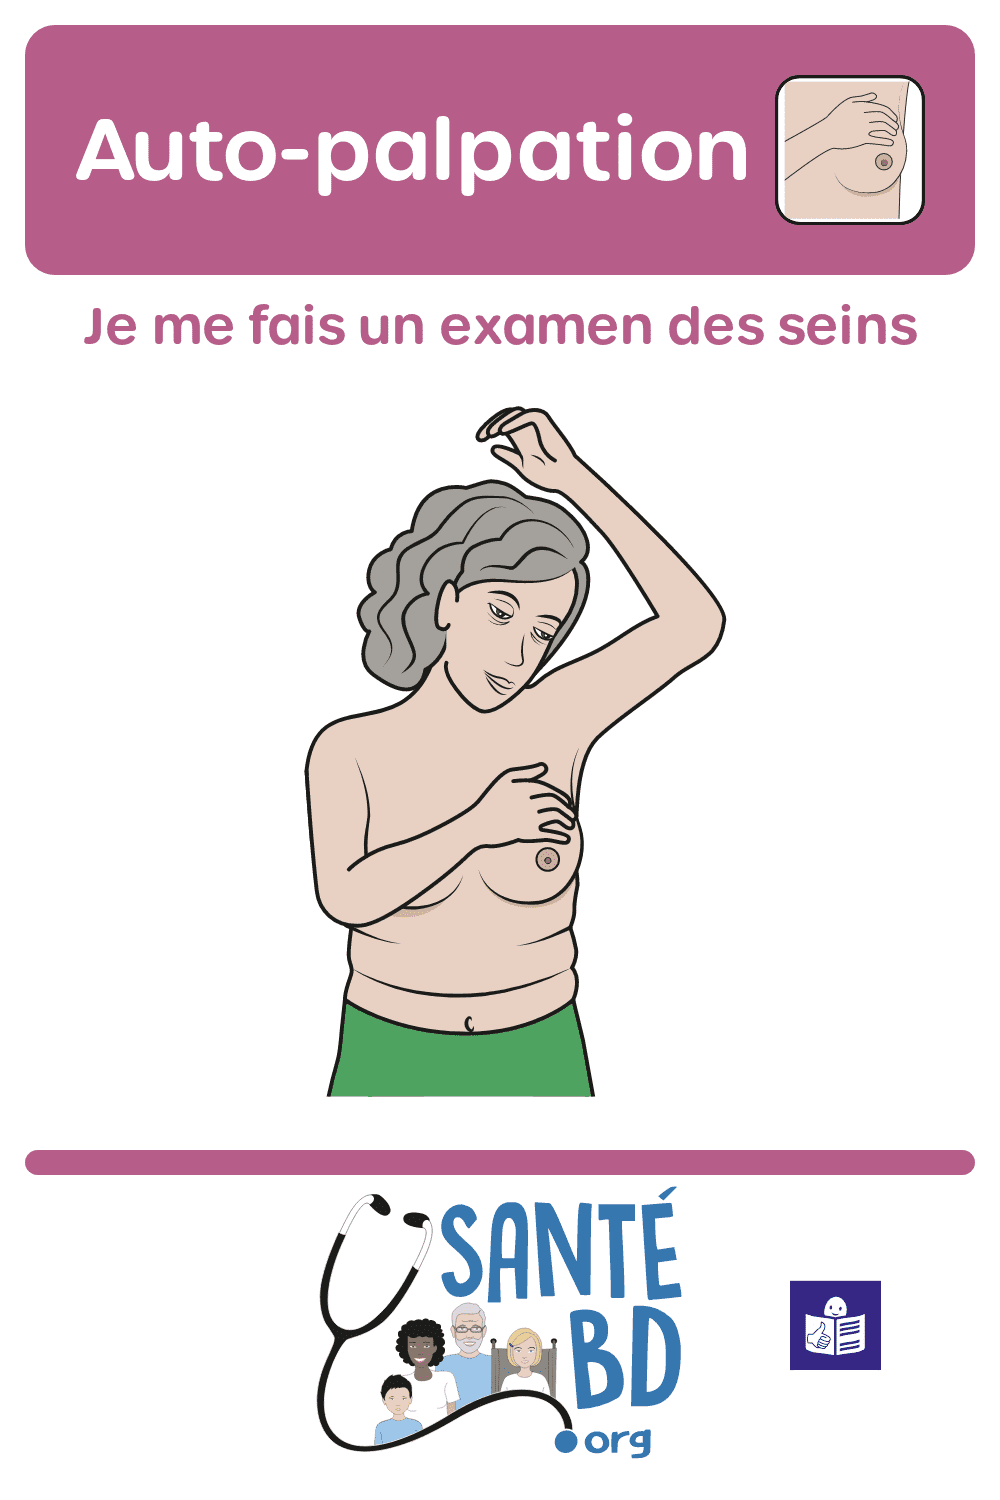 Auto-palpation
Je me fais un examen des seins
SANTÉ
BD
.org